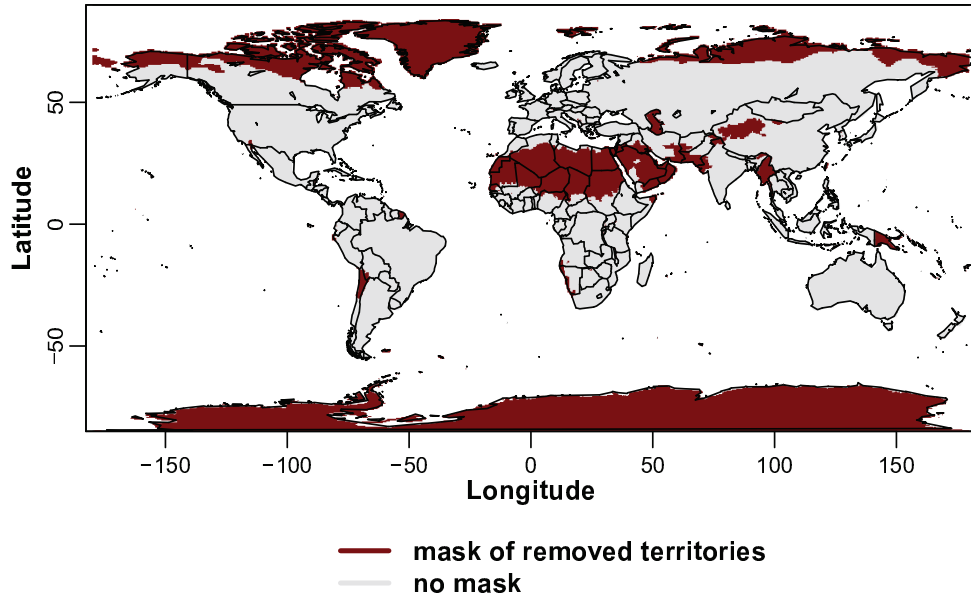 50
0
−50
Latitude
−150 −100 −50 0 50 100 150
Longitude
mask of removed territories
no mask